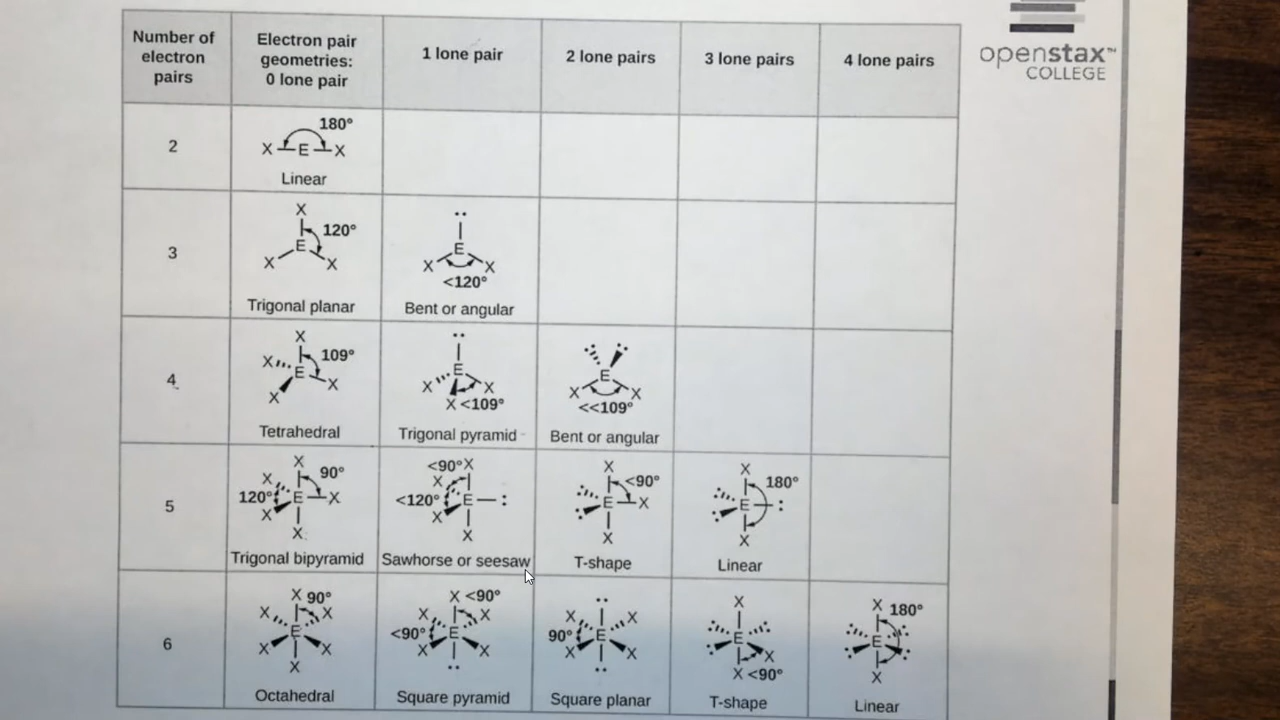 openstax™
COLLEGE
Number of
electron
pairs
Electron pair
geometries:
0 lone pair
1 lone pair
2 lone pairs
3 lone pairs
4 lone pairs
2
180°
X E X
Linear
3
X
120°
E
X X
Trigonal planar
:
E
X X
<120°
Bent or angular
4
X
109°
X
E
X
X
Tetrahedral
:
E
X X
X <109°
Trigonal pyramid
: :
E
X X
<<109°
Bent or angular
5
X
90°
X
120° E X
X
X
Trigonal bipyramid
<90° X
X
<120° E :
X
X
Sawhorse or seesaw
X
<90°
: E X
:
X
T-shape
X
180°
: E :
:
X
Linear
6
X 90°
X X
E
X X
X
Octahedral
X <90°
X X
<90° E
X X
:
Square pyramid
:
X X
90° E
X X
:
Square planar
X
: :
E
: X
X <90°
T-shape
X 180°
: :
E
: :
X
Linear